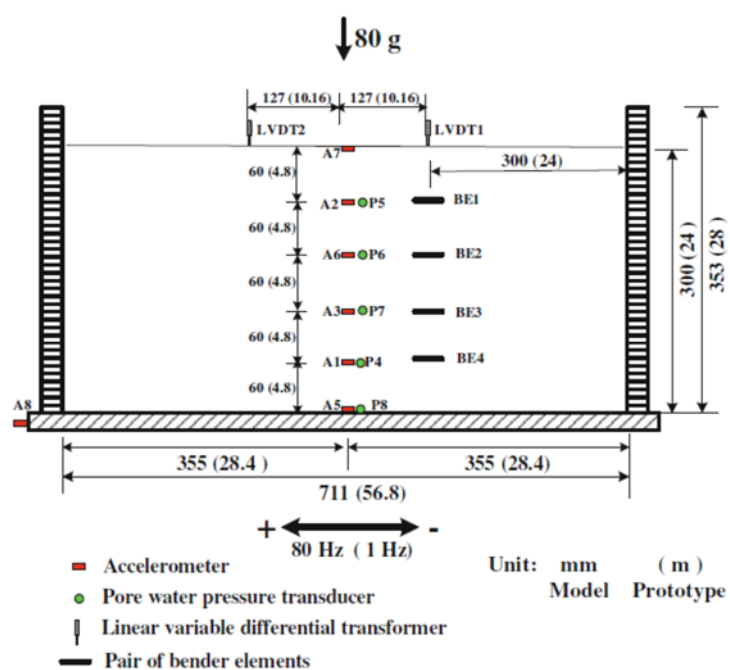 80 g
127 (10.16)
127 (10.16)
LVDT2
LVDT1
A7
60 (4.8)
300 (24)
A2
P5
BE1
60 (4.8)
A6
P6
BE2
300 (24)
353 (28)
60 (4.8)
A3
P7
BE3
60 (4.8)
A1
P4
BE4
60 (4.8)
A8
A5
P8
355 (28.4 )
355 (28.4)
711 (56.8)
+
-
80 Hz ( 1 Hz)
Accelerometer
Unit: mm ( m )
Model Prototype
Pore water pressure transducer
Linear variable differential transformer
Pair of bender elements